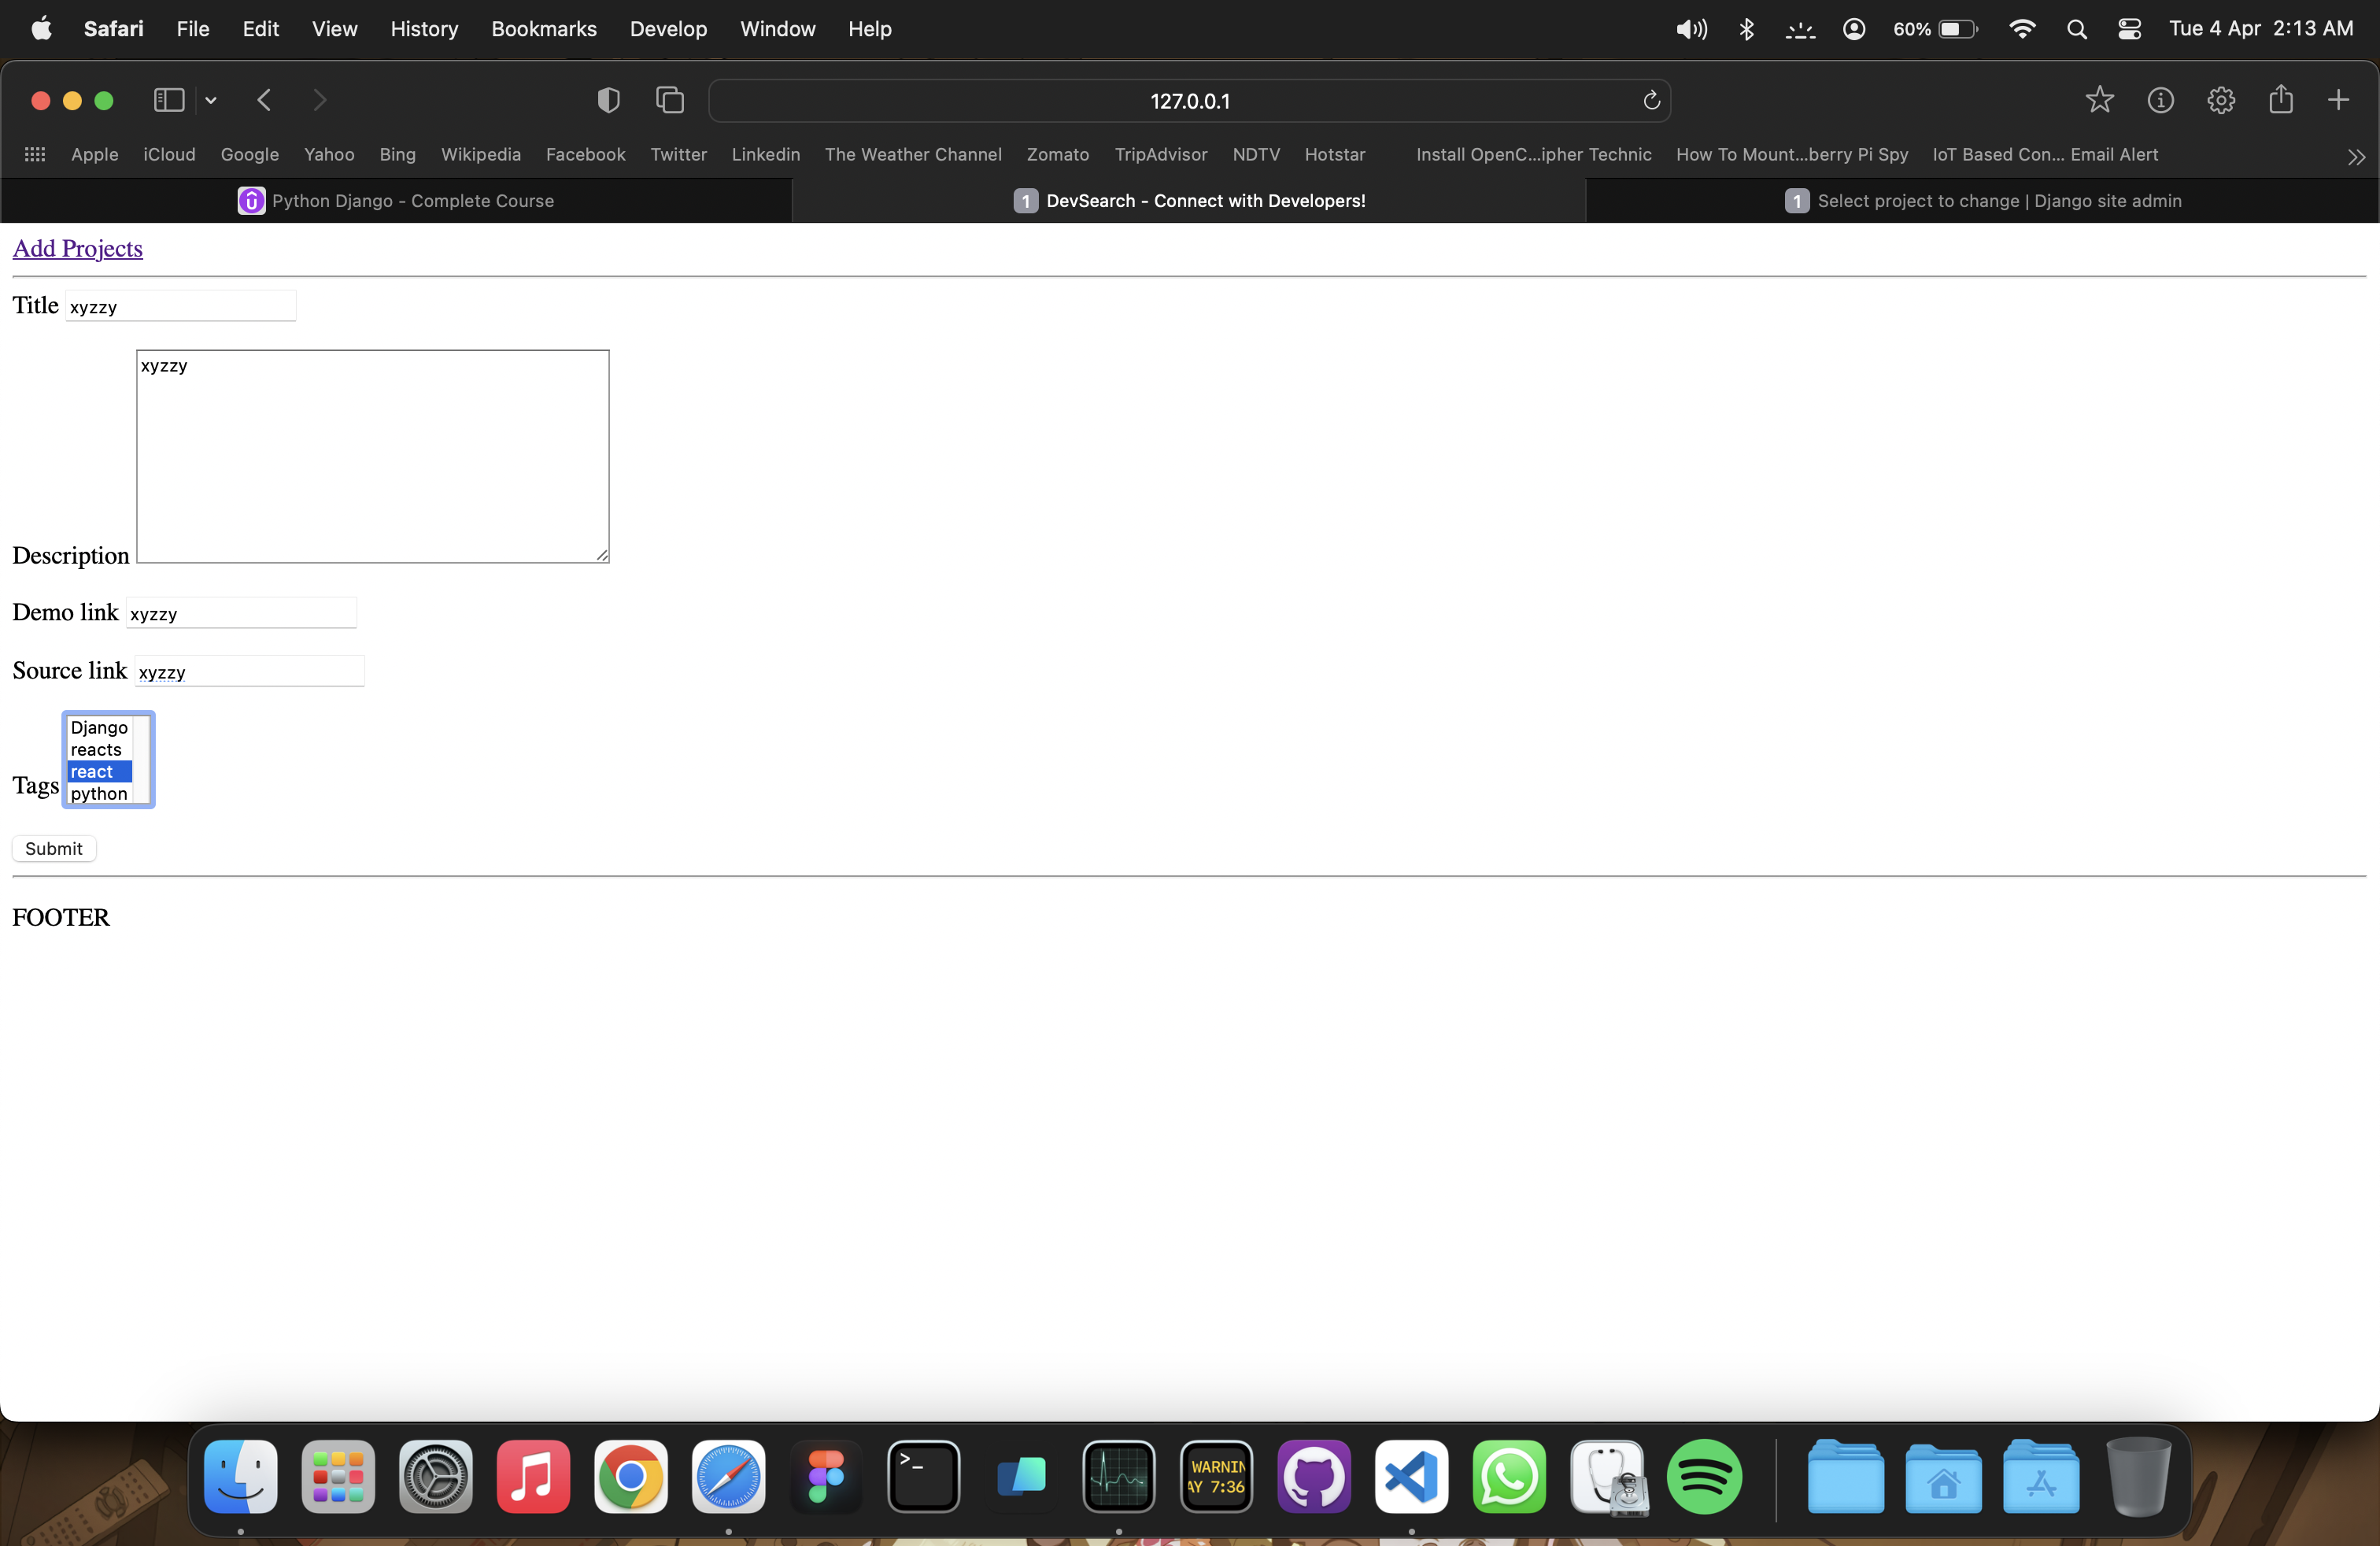 Safari File Edit View History Bookmarks Develop Window Help 60% Tue 4 Apr 2:13 AM
127.0.0.1
Apple iCloud Google Yahoo Bing Wikipedia Facebook Twitter Linkedin The Weather Channel Zomato TripAdvisor NDTV Hotstar Install OpenC...ipher Technic How To Mount...berry Pi Spy IoT Based Con... Email Alert
Python Django - Complete Course 1 DevSearch - Connect with Developers! 1 Select project to change | Django site admin
Add Projects
Title xyzzy
xyzzy
Description
Demo link xyzzy
Source link xyzzy
Django
reacts
react
Tags
python
Submit
FOOTER
WARNIN
AY 7:36